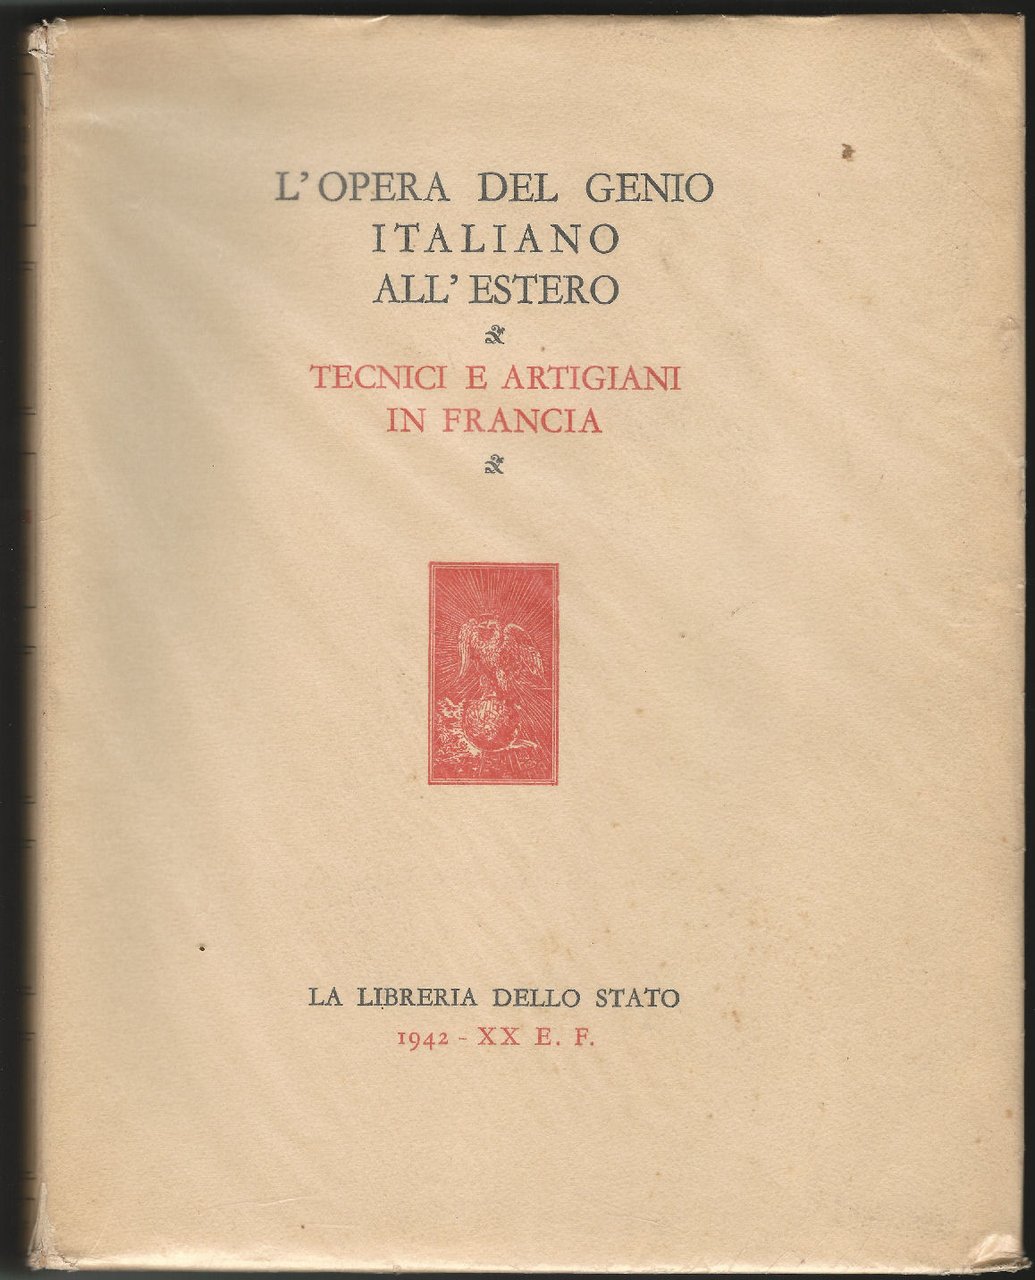 L'OPERA DEL GENIO
ITALIANO
ALL'ESTERO
TECNICI E ARTIGIANI
IN FRANCIA
LA LIBRERIA DELLO STATO
1942 - XX E. F.